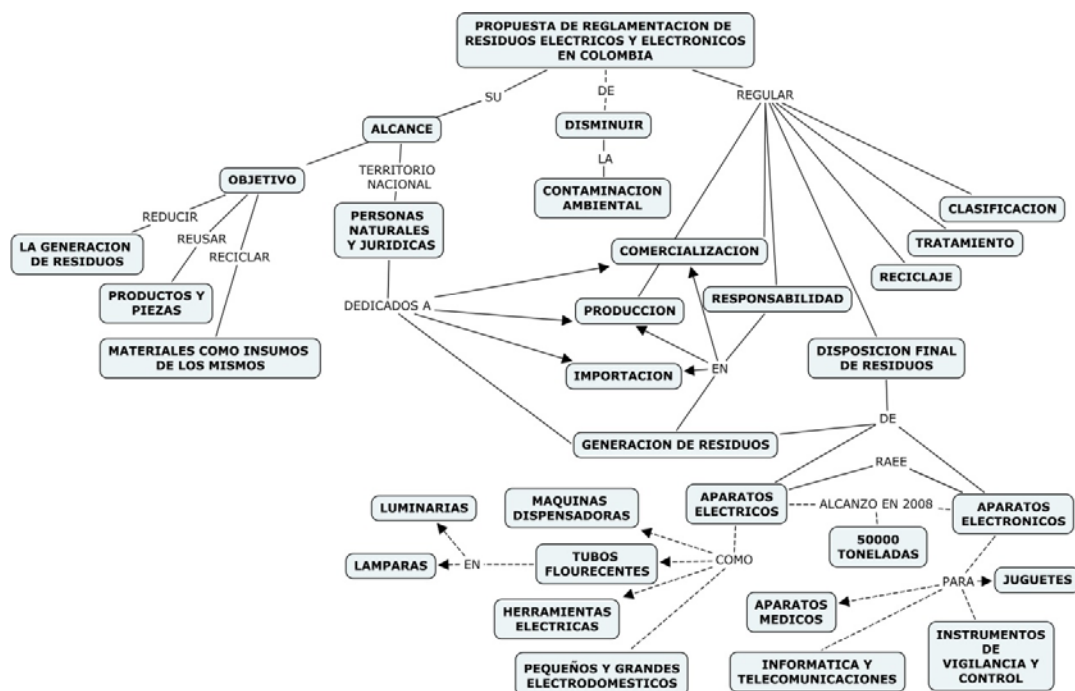 PROPUESTA DE REGLAMENTACION DE
RESIDUOS ELECTRICOS Y ELECTRONICOS
EN COLOMBIA
SU
DE
REGULAR
ALCANCE
DISMINUIR
TERRITORIO
NACIONAL
LA
OBJETIVO
CONTAMINACION
AMBIENTAL
CLASIFICACION
REDUCIR
REUSAR
RECICLAR
PERSONAS
NATURALES
Y JURIDICAS
LA GENERACION
DE RESIDUOS
COMERCIALIZACION
TRATAMIENTO
RECICLAJE
PRODUCTOS Y
PIEZAS
DEDICADOS A
PRODUCCION
RESPONSABILIDAD
MATERIALES COMO INSUMOS
DE LOS MISMOS
IMPORTACION
EN
DISPOSICION FINAL
DE RESIDUOS
GENERACION DE RESIDUOS
DE
RAEE
APARATOS
ELECTRICOS
ALCANZO EN 2008
APARATOS
ELECTRONICOS
50000
TONELADAS
LUMINARIAS
MAQUINAS
DISPENSADORAS
LAMPARAS
EN
TUBOS
FLOURECENTES
COMO
HERRAMIENTAS
ELECTRICAS
PEQUEÑOS Y GRANDES
ELECTRODOMESTICOS
PARA
JUGUETES
APARATOS
MEDICOS
INFORMATICA Y
TELECOMUNICACIONES
INSTRUMENTOS
DE
VIGILANCIA Y
CONTROL